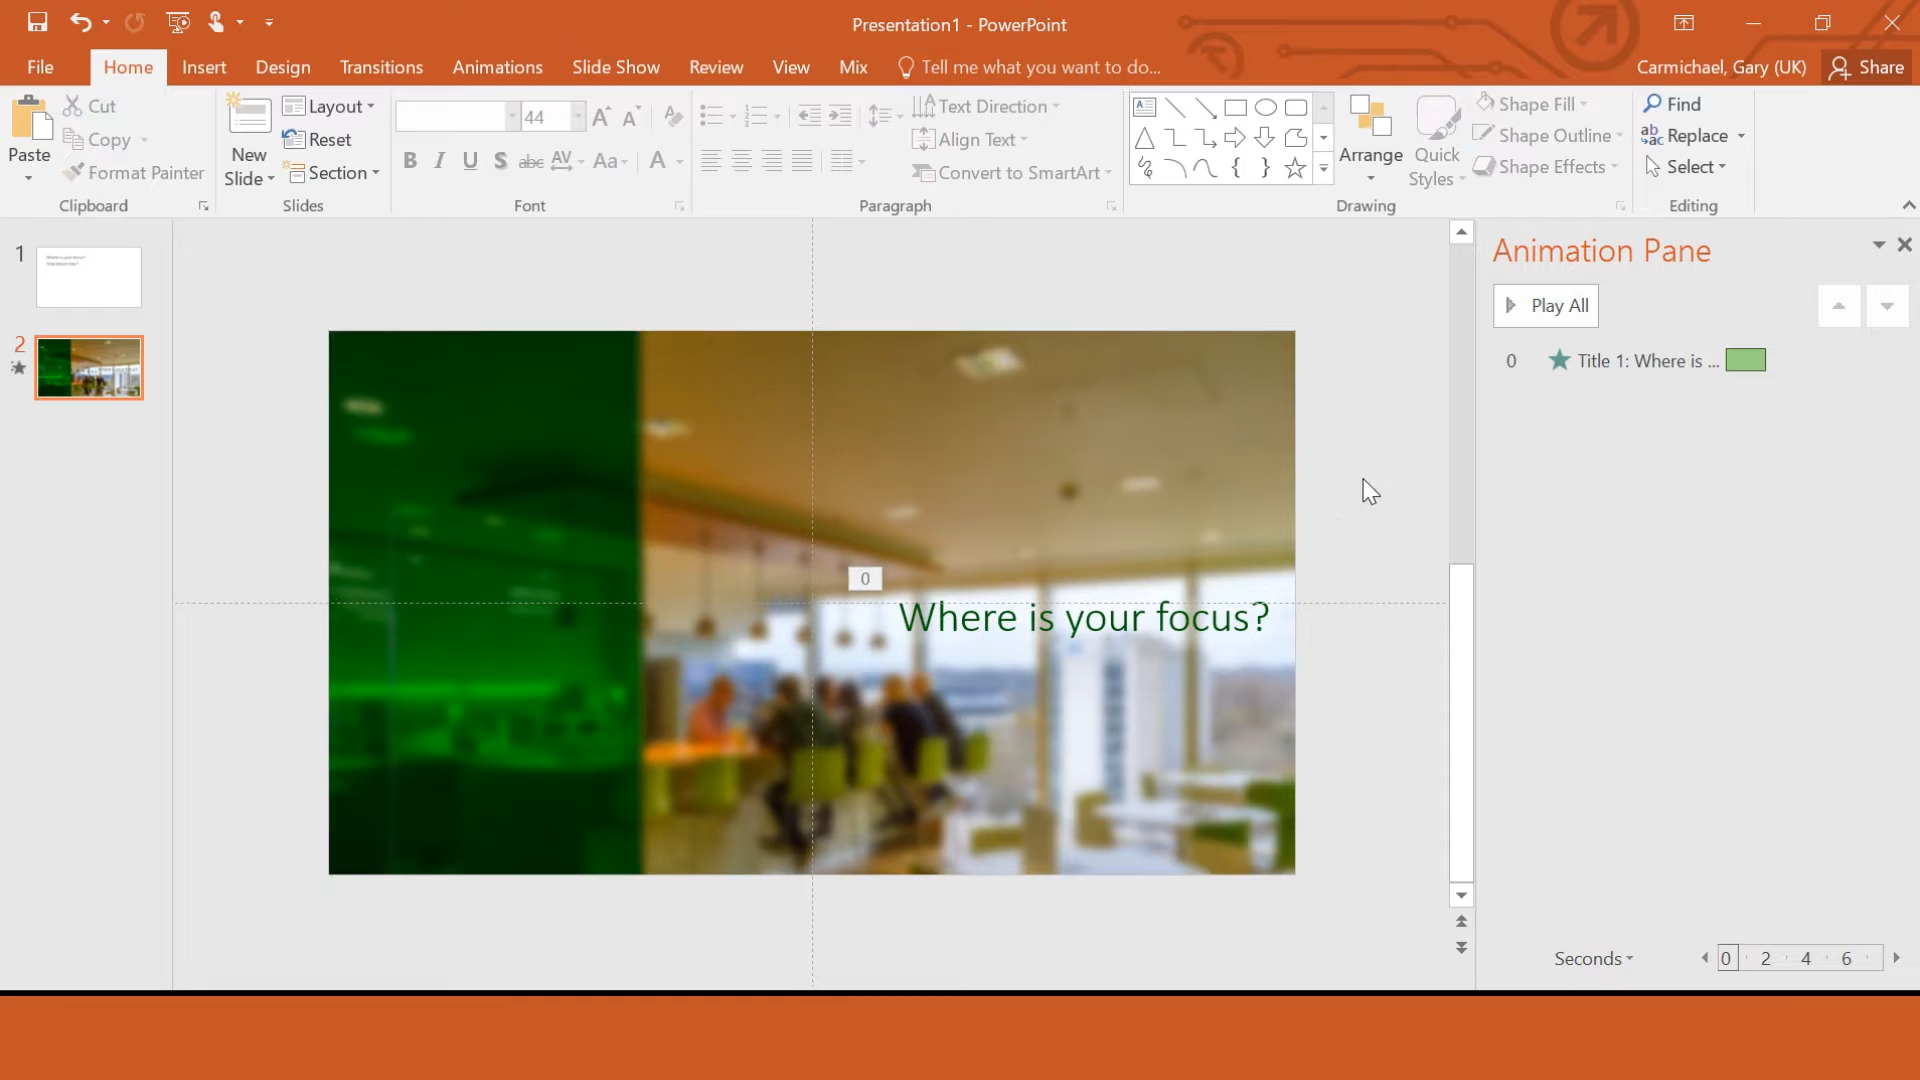 Presentation1 - PowerPoint
File Home Insert Design Transitions Animations Slide Show Review View Mix Tell me what you want to do... Carmichael, Gary (UK) Share
Paste
Cut
Copy
Format Painter
Clipboard
New Slide
Layout
Reset
Section
Slides
44
B I U S abc AV Aa A
Font
Text Direction
Align Text
Convert to SmartArt
Paragraph
Arrange
Quick Styles
Shape Fill
Shape Outline
Shape Effects
Drawing
Find
Replace
Select
Editing
1
2
0
Where is your focus?
Animation Pane
Play All
0 Title 1: Where is ...
Seconds 0 2 4 6